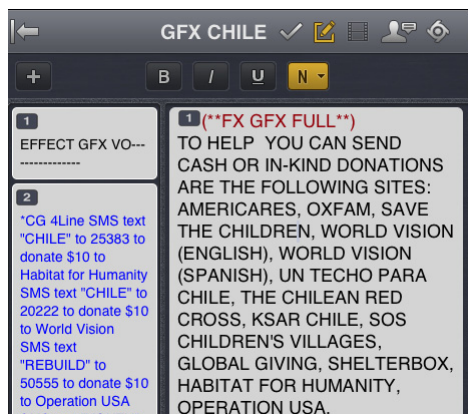 GFX CHILE
B I U N
1
EFFECT GFX VO---
-------------
2
*CG 4Line SMS text
"CHILE" to 25383 to
donate $10 to
Habitat for Humanity
SMS text "CHILE" to
20222 to donate $10
to World Vision
SMS text
"REBUILD" to
50555 to donate $10
to Operation USA
1 (**FX GFX FULL**)
TO HELP YOU CAN SEND
CASH OR IN-KIND DONATIONS
ARE THE FOLLOWING SITES:
AMERICARES, OXFAM, SAVE
THE CHILDREN, WORLD VISION
(ENGLISH), WORLD VISION
(SPANISH), UN TECHO PARA
CHILE, THE CHILEAN RED
CROSS, KSAR CHILE, SOS
CHILDREN'S VILLAGES,
GLOBAL GIVING, SHELTERBOX,
HABITAT FOR HUMANITY,
OPERATION USA.